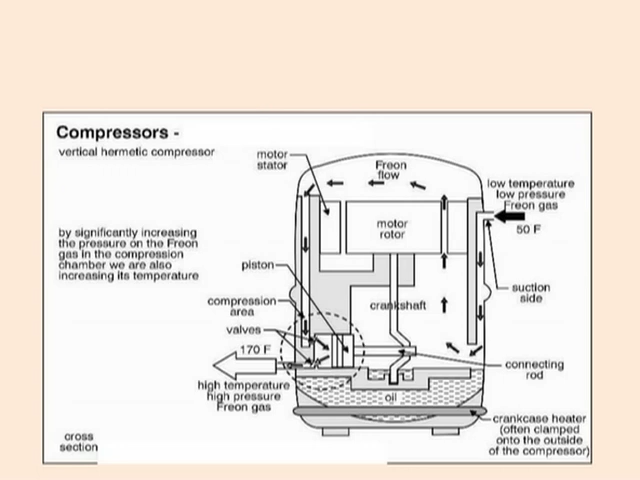 Compressors -
vertical hermetic compressor
motor
stator
Freon
flow
low temperature
low pressure
Freon gas
50 F
motor
rotor
by significantly increasing
the pressure on the Freon
gas in the compression
chamber we are also
increasing its temperature
piston
suction
side
compression
area
crankshaft
valves
170 F
connecting
rod
high temperature
high pressure
Freon gas
oil
crankcase heater
(often clamped
onto the outside
of the compressor)
cross
section